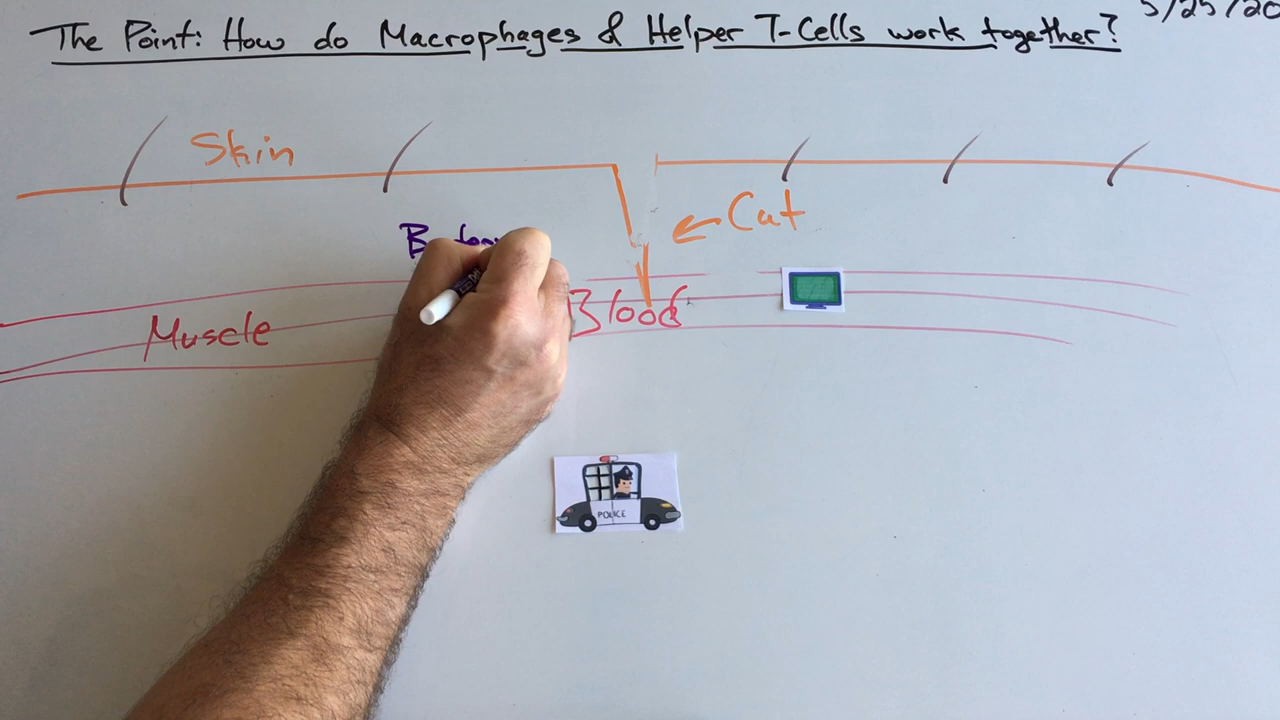 The Point: How do Macrophages & Helper T-Cells work together?
Skin
Cut
Muscle
Blood
POLICE